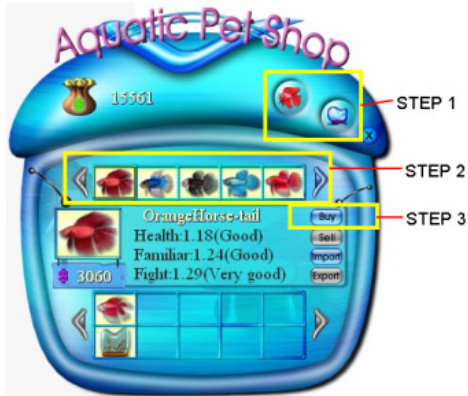 Aquatic Pet Shop
15561
STEP 1
X
STEP 2
OrangeHorse-tail
Buy
STEP 3
Health:1.18(Good)
Sell
Familiar:1.24(Good)
Import
3060
Fight:1.29(Very good)
Export